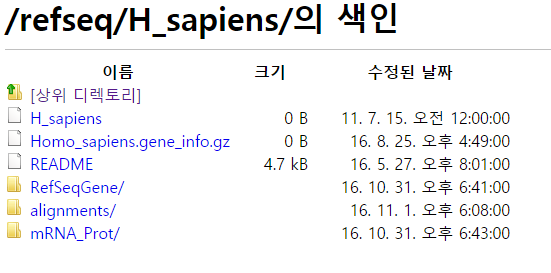 /refseq/H_sapiens/의 색인
이름 크기 수정된 날짜
[상위 디렉토리]
H_sapiens 0 B 11. 7. 15. 오전 12:00:00
Homo_sapiens.gene_info.gz 0 B 16. 8. 25. 오후 4:49:00
README 4.7 kB 16. 5. 27. 오후 8:01:00
RefSeqGene/ 16. 10. 31. 오후 6:41:00
alignments/ 16. 11. 1. 오후 6:08:00
mRNA_Prot/ 16. 10. 31. 오후 6:43:00